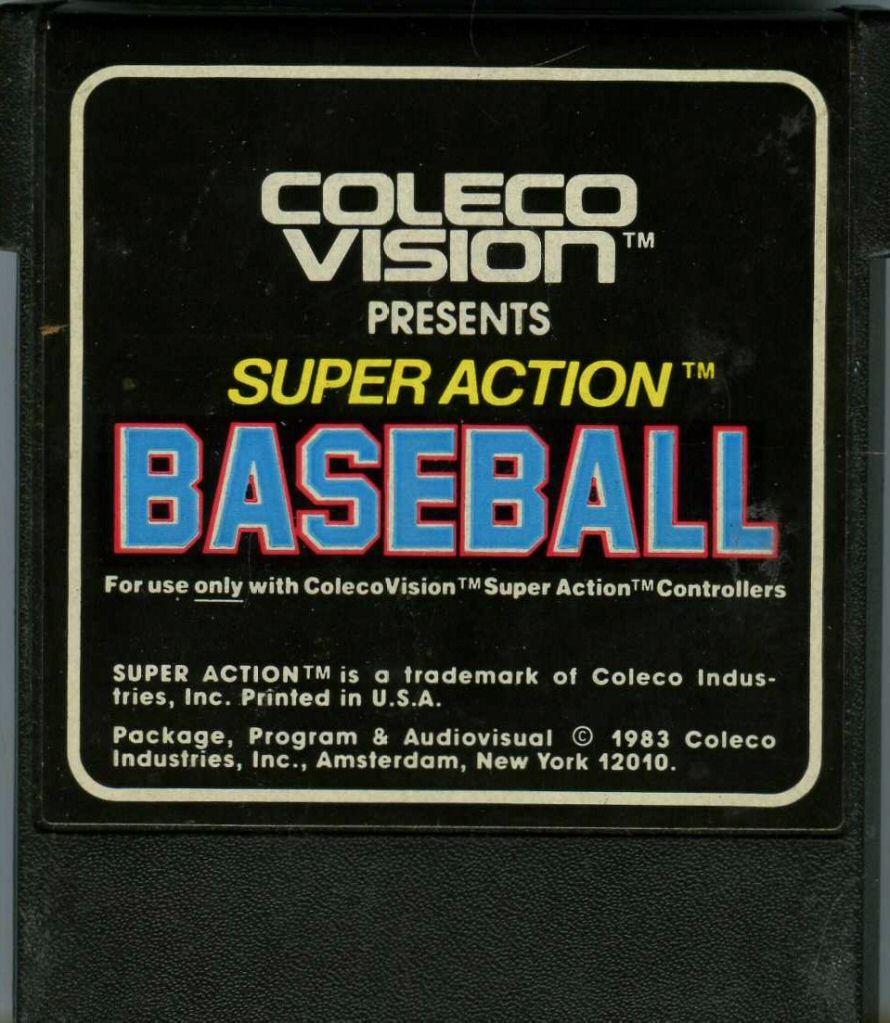 COLECO
VISION™
PRESENTS
SUPER ACTION™
BASEBALL
For use only with ColecoVision™ Super Action™ Controllers
SUPER ACTION™ is a trademark of Coleco Indus-
tries, Inc. Printed in U.S.A.
Package, Program & Audiovisual © 1983 Coleco
Industries, Inc., Amsterdam, New York 12010.